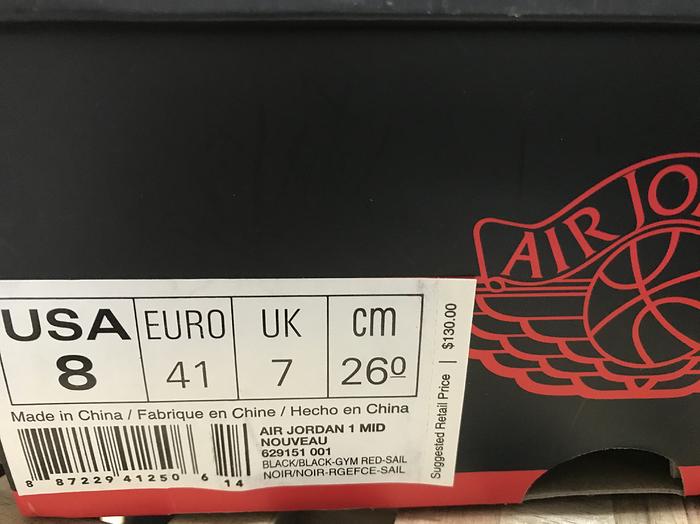 AIR JO
USA EURO UK cm
8 41 7 26º
Made in China / Fabrique en Chine / Hecho en China
AIR JORDAN 1 MID
NOUVEAU
629151 001
BLACK/BLACK-GYM RED-SAIL
NOIR/NOIR-RGEFCE-SAIL
8 87229 41250 6 14
Suggested Retail Price | $130.00